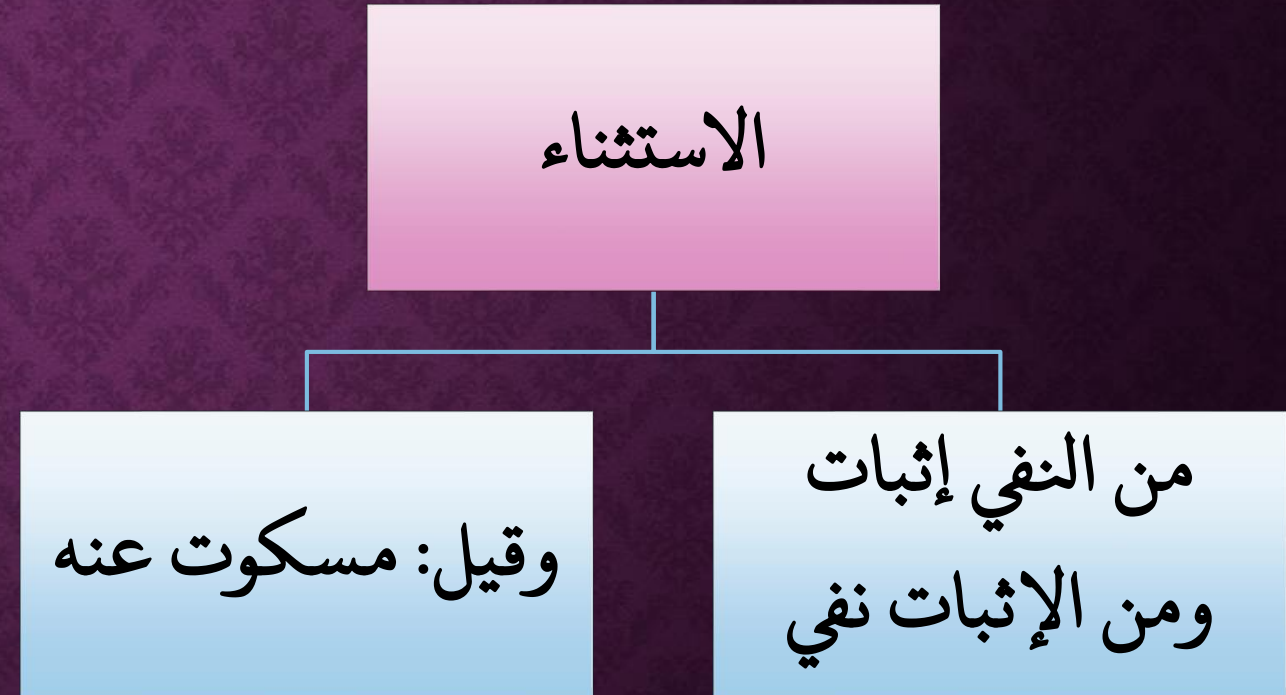 الاستثناء
من النفي إثبات
ومن الإثبات نفي
وقيل: مسكوت عنه